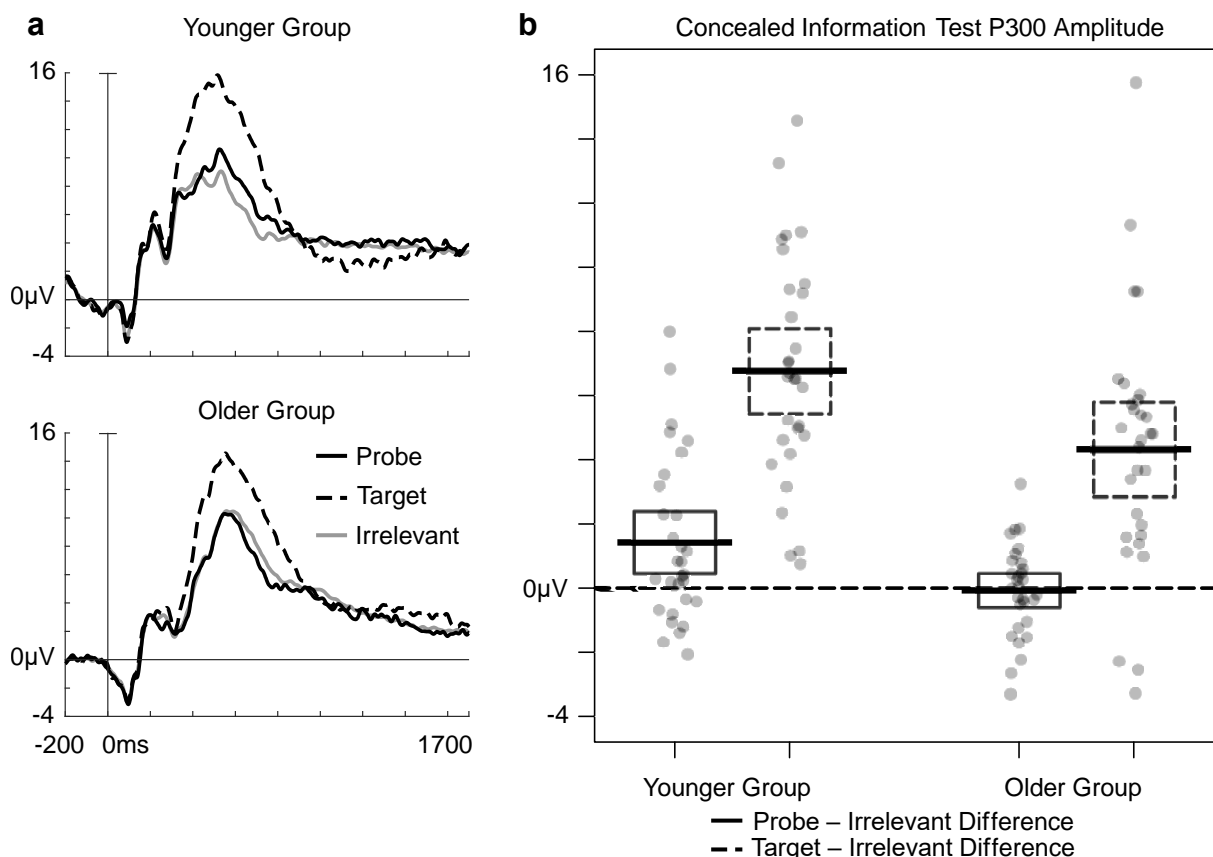 a
Younger Group
16
0µV
-4
Older Group
16
Probe
Target
Irrelevant
0µV
-4
-200 0ms 1700
b
Concealed Information Test P300 Amplitude
16
0µV
-4
Younger Group Older Group
Probe – Irrelevant Difference
Target – Irrelevant Difference